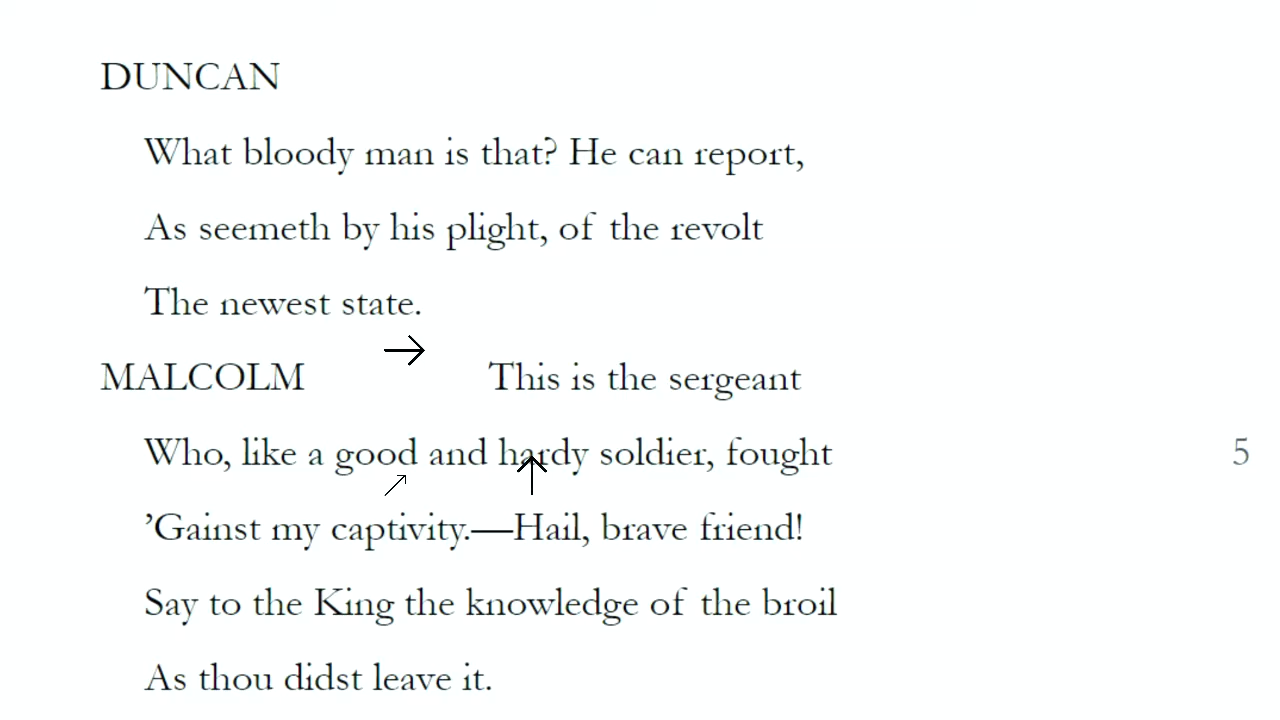 DUNCAN
What bloody man is that? He can report,
As seemeth by his plight, of the revolt
The newest state.
MALCOLM This is the sergeant
Who, like a good and hardy soldier, fought 5
’Gainst my captivity.—Hail, brave friend!
Say to the King the knowledge of the broil
As thou didst leave it.